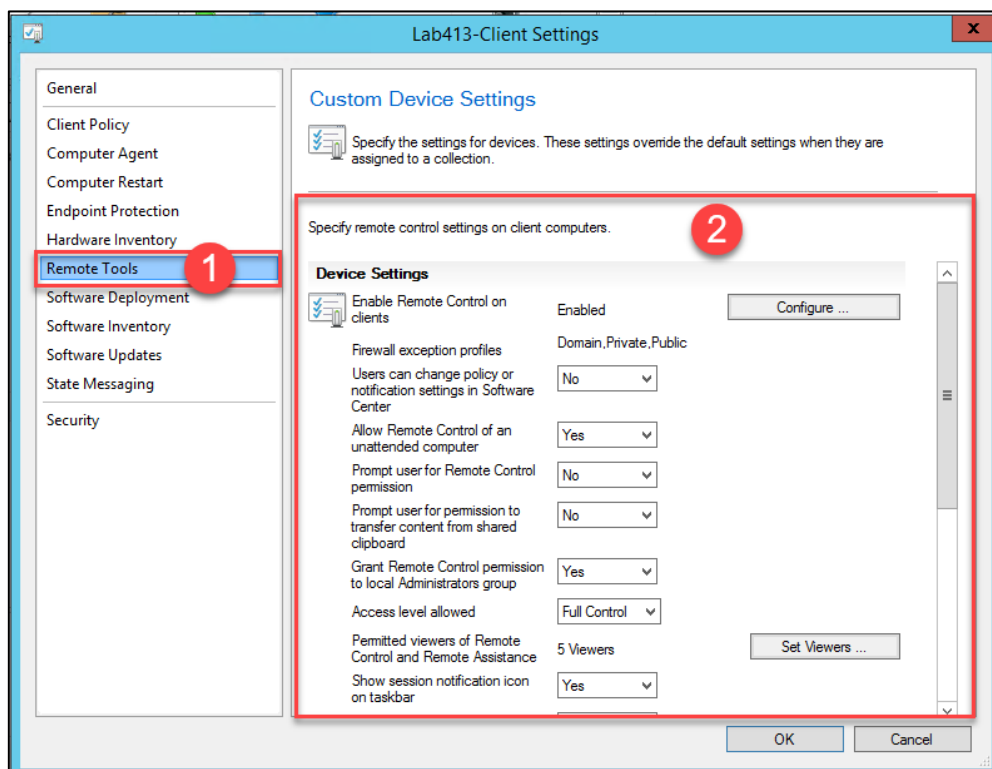 Lab413-Client Settings
x
General
Client Policy
Computer Agent
Computer Restart
Endpoint Protection
Hardware Inventory
Remote Tools
1
Software Deployment
Software Inventory
Software Updates
State Messaging
Security
Custom Device Settings
Specify the settings for devices. These settings override the default settings when they are
assigned to a collection.
Specify remote control settings on client computers.
2
Device Settings
Enable Remote Control on
clients
Enabled
Configure ...
Firewall exception profiles
Domain,Private,Public
Users can change policy or
notification settings in Software
Center
No
Allow Remote Control of an
unattended computer
Yes
Prompt user for Remote Control
permission
No
Prompt user for permission to
transfer content from shared
clipboard
No
Grant Remote Control permission
to local Administrators group
Yes
Access level allowed
Full Control
Permitted viewers of Remote
Control and Remote Assistance
5 Viewers
Set Viewers ...
Show session notification icon
on taskbar
Yes
OK
Cancel